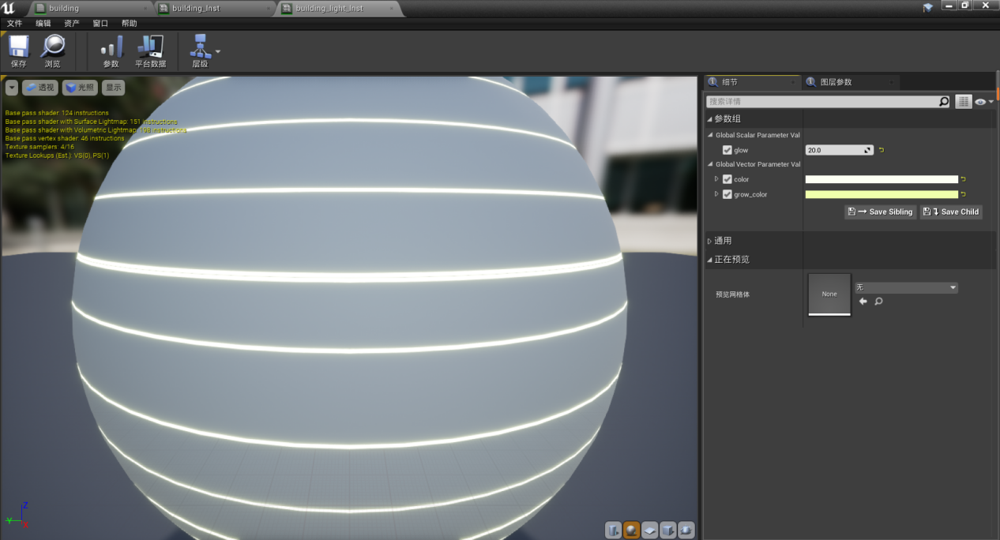 building
building_Inst
building_light_Inst
文件 编辑 资产 窗口 帮助
保存 浏览 参数 平台数据 层级
透视 光照 显示
Base pass shader: 124 instructions
Base pass shader with Surface Lightmap: 151 instructions
Base pass shader with Volumetric Lightmap: 198 instructions
Base pass vertex shader: 46 instructions
Texture samplers: 4/16
Texture Lookups (Est.): VS(0), PS(1)
Z
Y
X
细节 图层参数
搜索详情
参数组
Global Scalar Parameter Val
glow 20.0
Global Vector Parameter Val
color
grow_color
Save Sibling Save Child
通用
正在预览
预览网格体 None 无